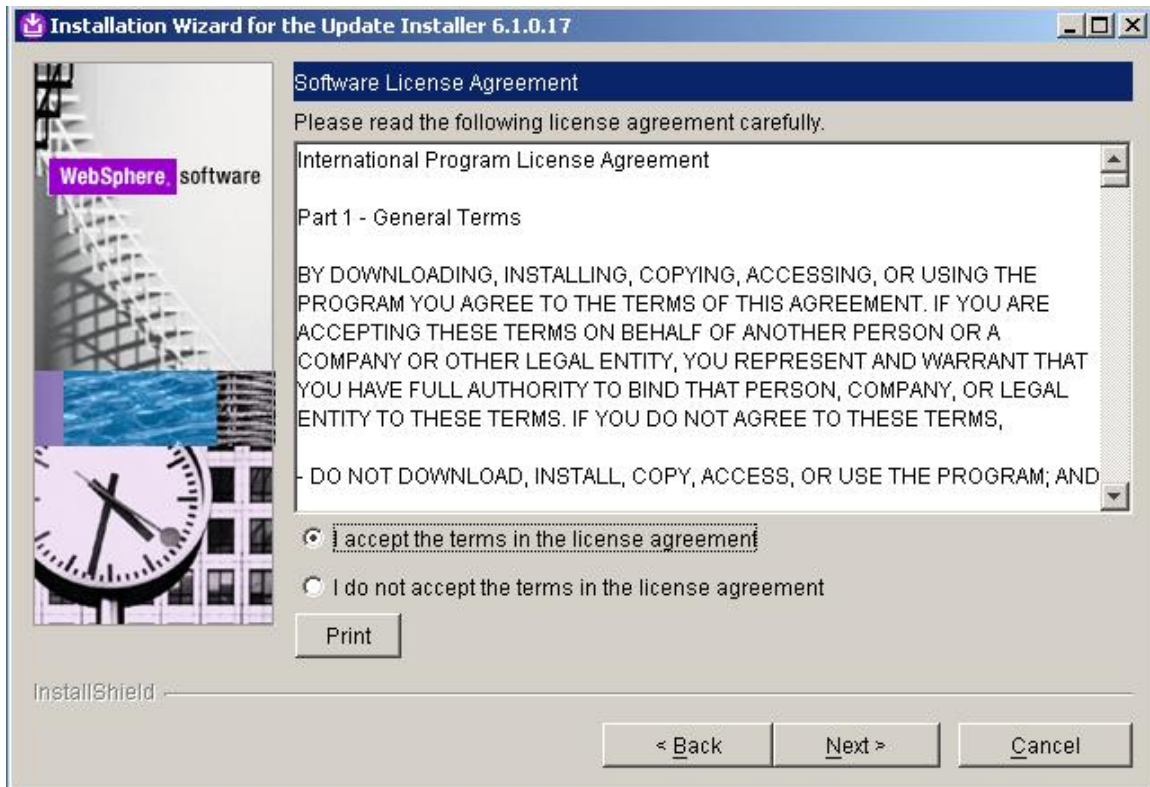 Installation Wizard for the Update Installer 6.1.0.17
WebSphere. software
Software License Agreement
Please read the following license agreement carefully.
International Program License Agreement
Part 1 - General Terms
BY DOWNLOADING, INSTALLING, COPYING, ACCESSING, OR USING THE
PROGRAM YOU AGREE TO THE TERMS OF THIS AGREEMENT. IF YOU ARE
ACCEPTING THESE TERMS ON BEHALF OF ANOTHER PERSON OR A
COMPANY OR OTHER LEGAL ENTITY, YOU REPRESENT AND WARRANT THAT
YOU HAVE FULL AUTHORITY TO BIND THAT PERSON, COMPANY, OR LEGAL
ENTITY TO THESE TERMS. IF YOU DO NOT AGREE TO THESE TERMS,
- DO NOT DOWNLOAD, INSTALL, COPY, ACCESS, OR USE THE PROGRAM; AND
I accept the terms in the license agreement
I do not accept the terms in the license agreement
Print
InstallShield
< Back
Next >
Cancel